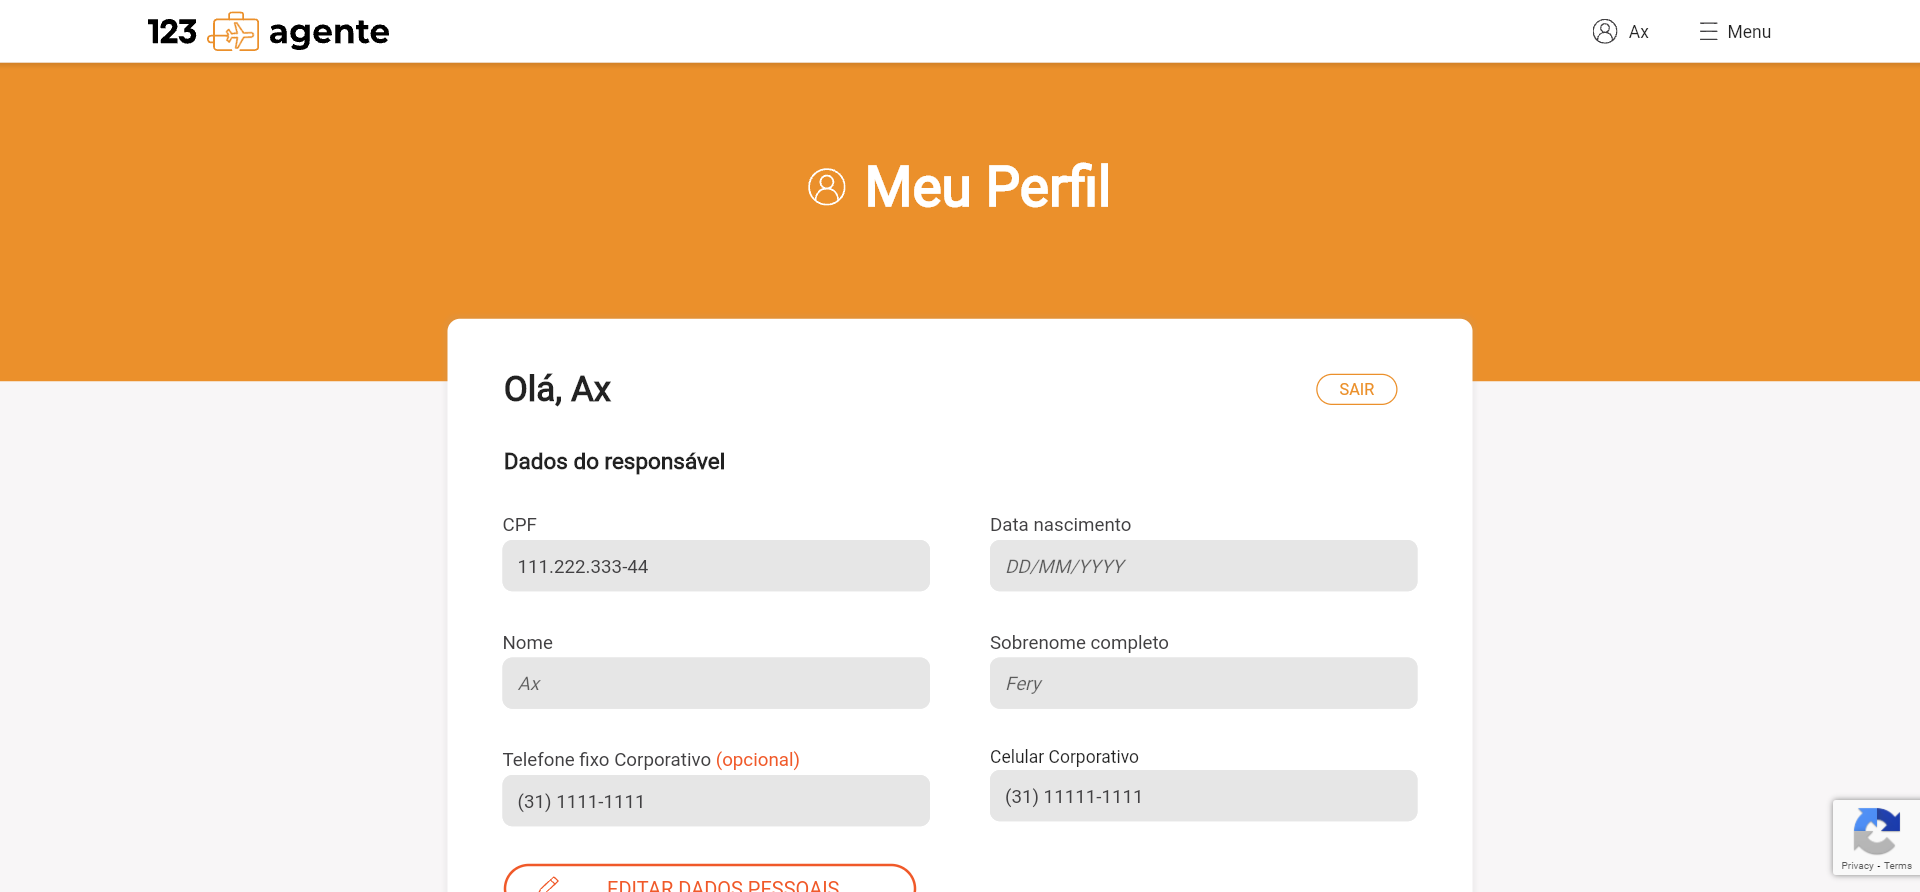 123 agente
Ax
Menu
Meu Perfil
Olá, Ax
SAIR
Dados do responsável
CPF
Data nascimento
111.222.333-44
DD/MM/YYYY
Nome
Sobrenome completo
Ax
Fery
Telefone fixo Corporativo (opcional)
Celular Corporativo
(31) 1111-1111
(31) 11111-1111
EDITAR DADOS PESSOAIS
Privacy - Terms